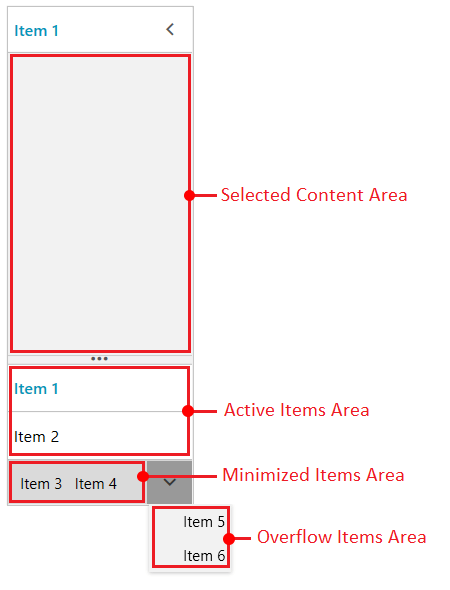 Item 1
Selected Content Area
Item 1
Active Items Area
Item 2
Minimized Items Area
Item 3 Item 4
Item 5
Overflow Items Area
Item 6